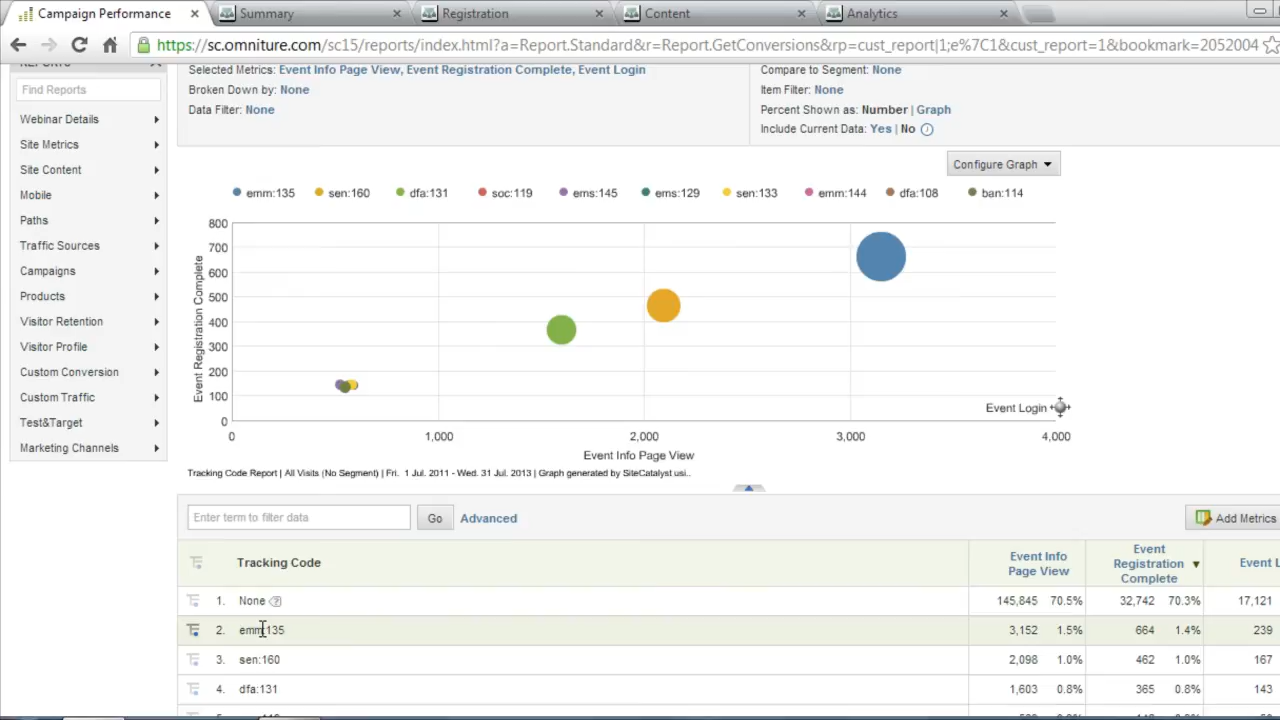 Campaign Performance × Summary × Registration × Content × Analytics ×
https://sc.omniture.com/sc15/reports/index.html?a=Report.Standard&r=Report.GetConversions&rp=cust_report|1;e%7C1&cust_report=1&bookmark=2052004
REPORTS
Find Reports
Webinar Details
Site Metrics
Site Content
Mobile
Paths
Traffic Sources
Campaigns
Products
Visitor Retention
Visitor Profile
Custom Conversion
Custom Traffic
Test&Target
Marketing Channels
Selected Metrics: Event Info Page View, Event Registration Complete, Event Login
Broken Down by: None
Data Filter: None
Compare to Segment: None
Item Filter: None
Percent Shown as: Number | Graph
Include Current Data: Yes | No
Configure Graph
emm:135 sen:160 dfa:131 soc:119 ems:145 ems:129 sen:133 emm:144 dfa:108 ban:114
Event Registration Complete
800
700
600
500
400
300
200
100
0
Event Login
0 1,000 2,000 3,000 4,000
Event Info Page View
Tracking Code Report | All Visits (No Segment) | Fri. 1 Jul. 2011 - Wed. 31 Jul. 2013 | Graph generated by SiteCatalyst usi..
Enter term to filter data Go Advanced Add Metrics
Tracking Code
Event Info
Page View
Event
Registration
Complete
Event L
1. None 145,845 70.5% 32,742 70.3% 17,121
2. emm:135 3,152 1.5% 664 1.4% 239
3. sen:160 2,098 1.0% 462 1.0% 167
4. dfa:131 1,603 0.8% 365 0.8% 143